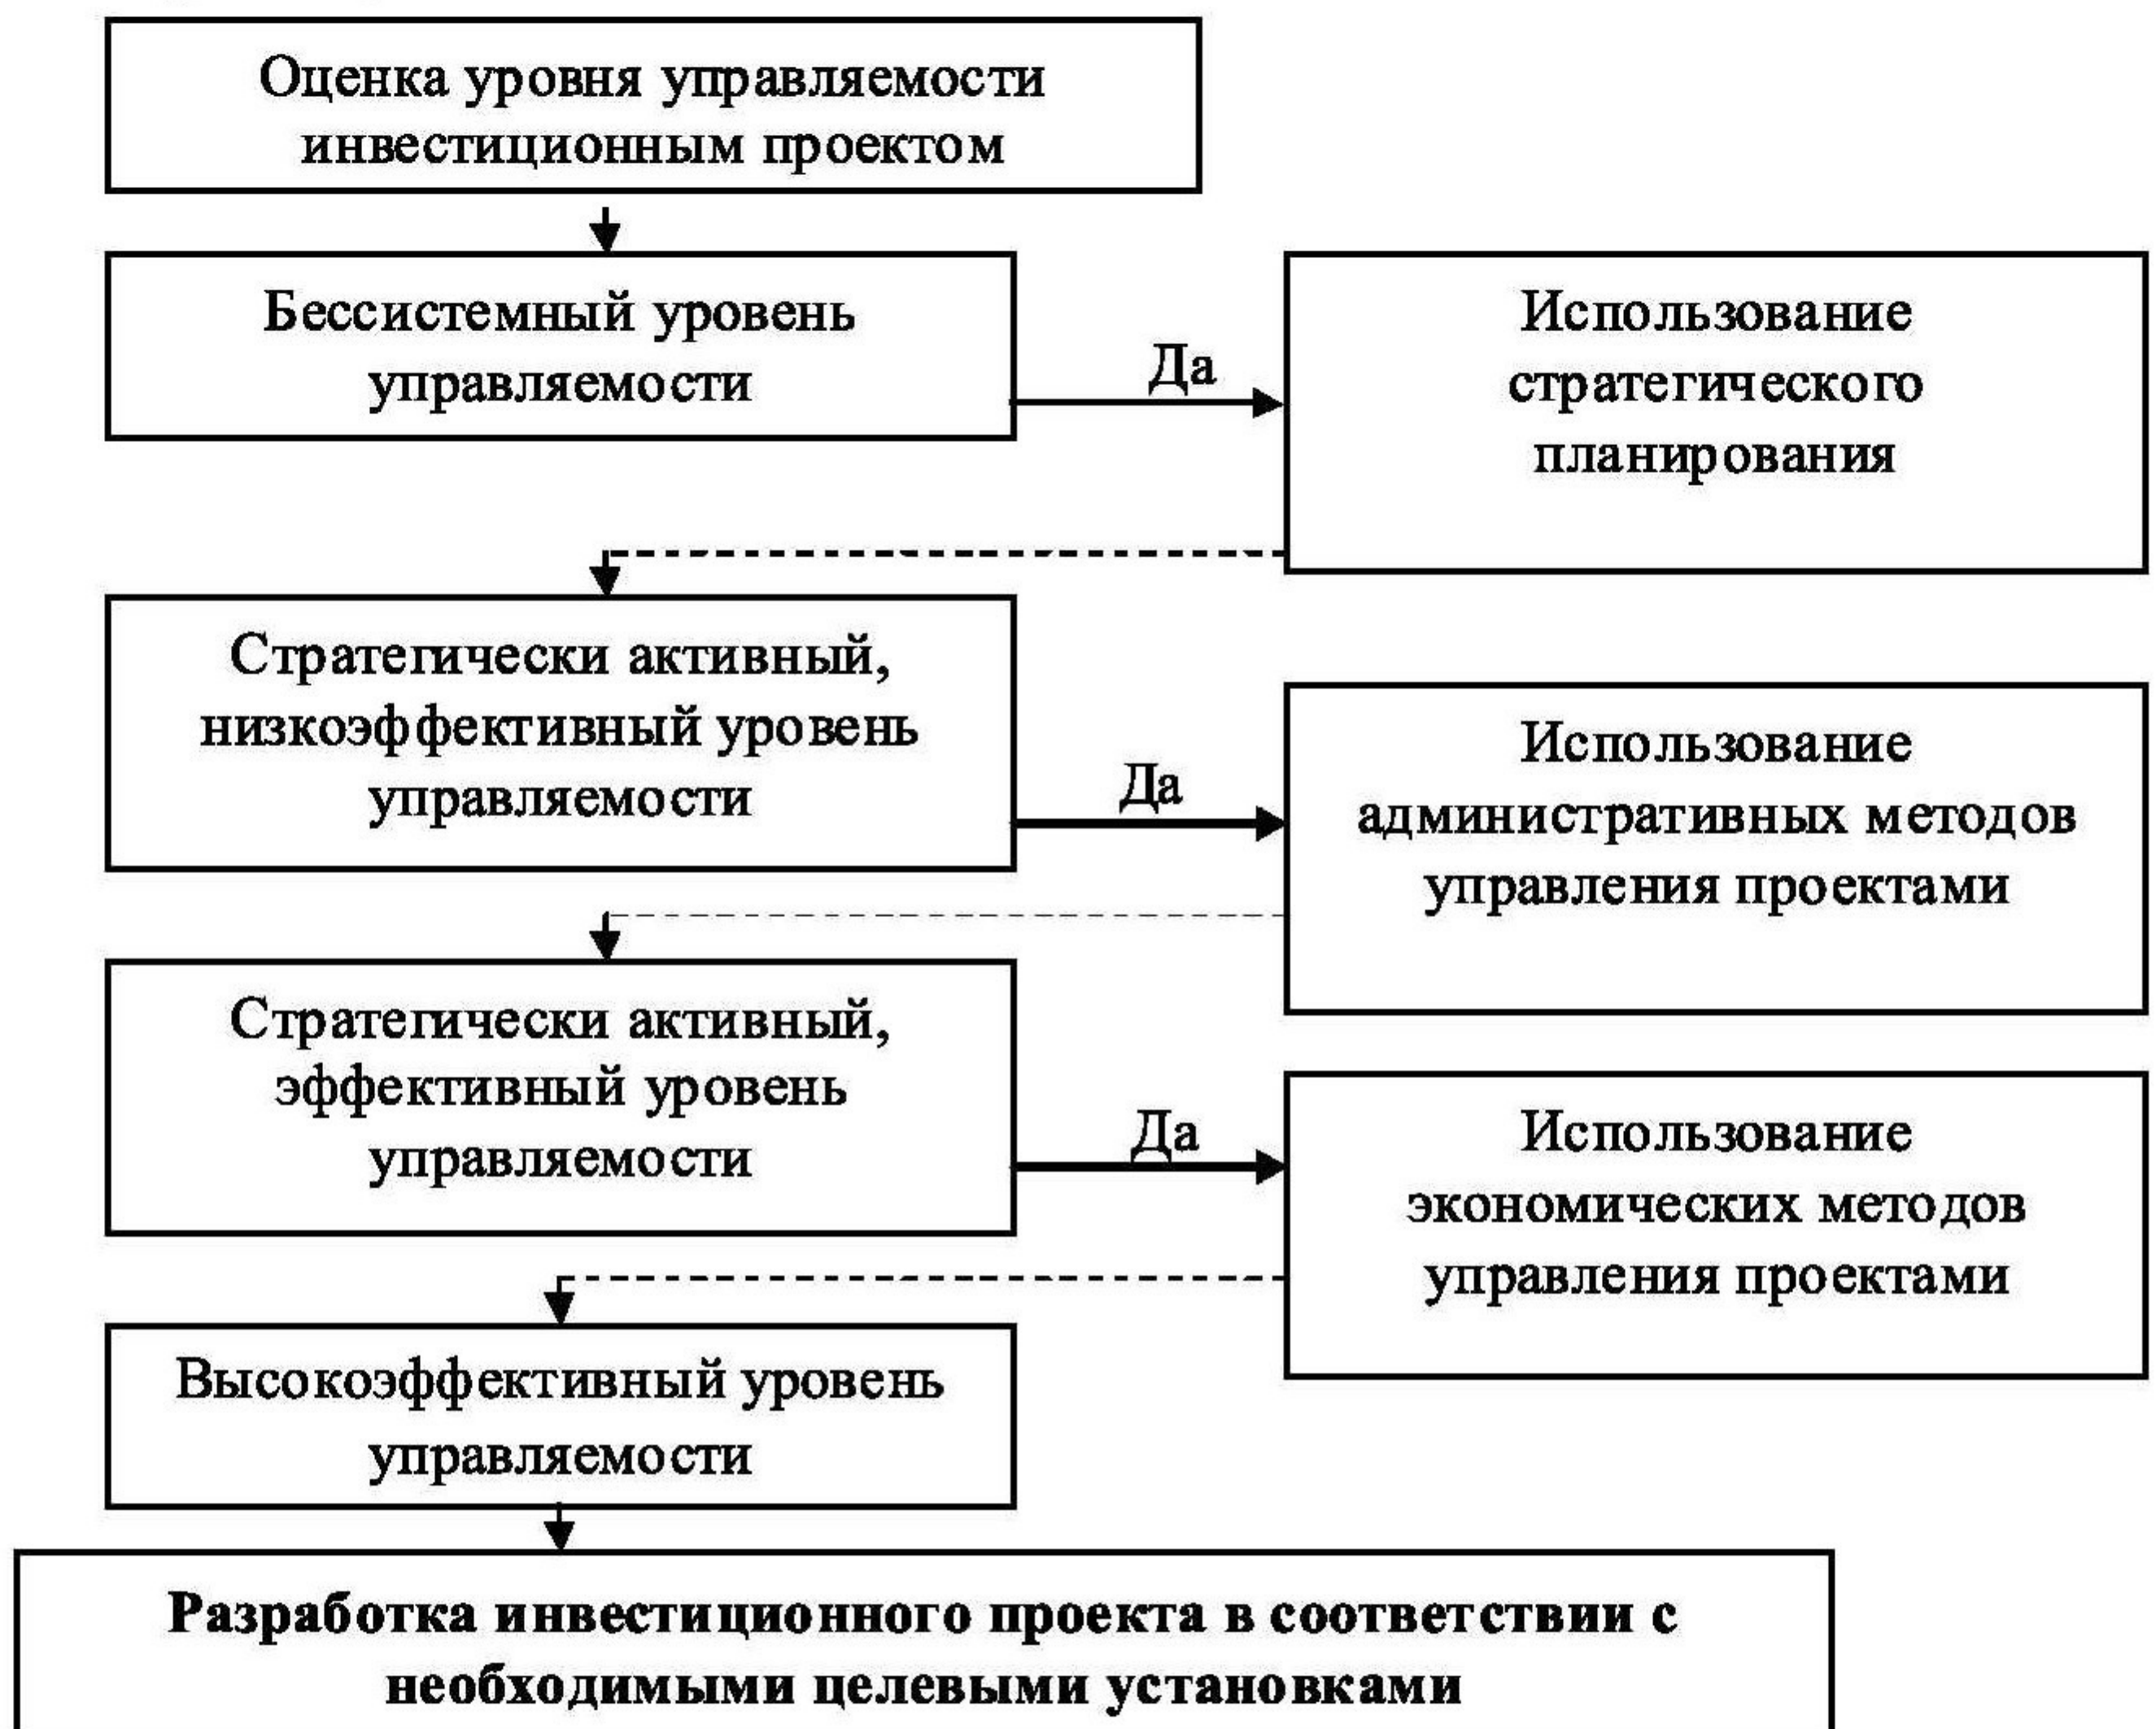 Оценка уровня управляемости
инвестиционным проектом
Бессистемный уровень
управляемости
Да
Использование
стратегического
планирования
Стратегически активный,
низкоэффективный уровень
управляемости
Да
Использование
административных методов
управления проектами
Стратегически активный,
эффективный уровень
управляемости
Да
Использование
экономических методов
управления проектами
Высокоэффективный уровень
управляемости
Разработка инвестиционного проекта в соответствии с
необходимыми целевыми установками